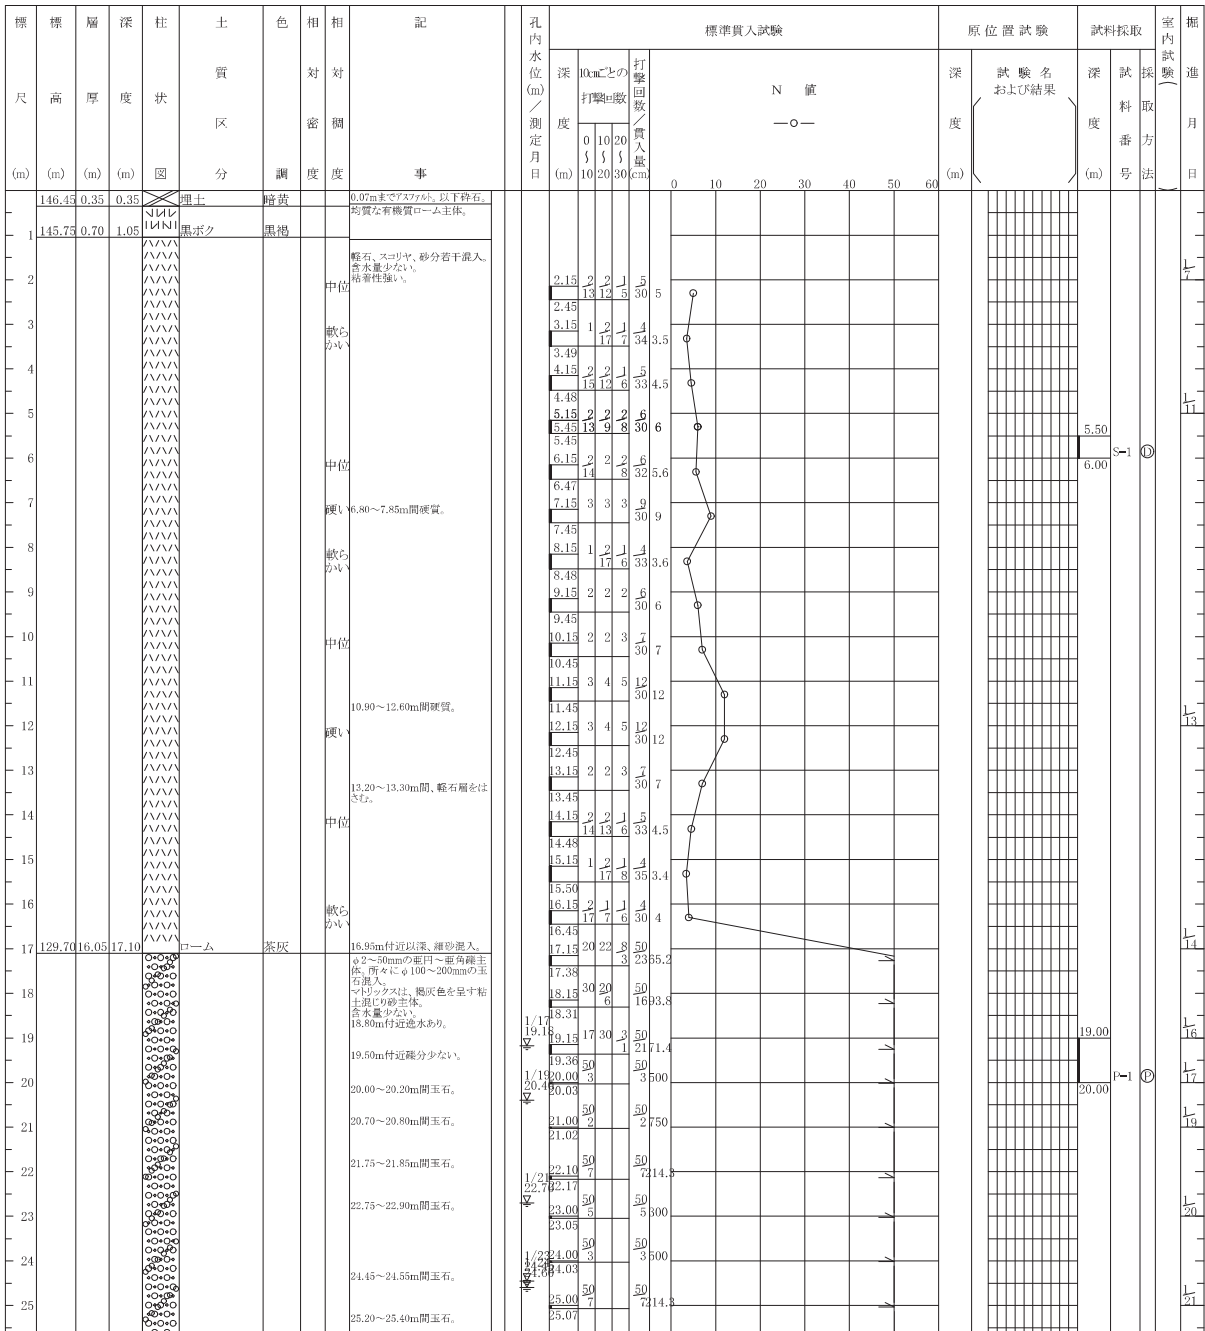 標尺(m) 標高(m) 層厚(m) 深度(m) 柱状図 土質区分 色調 相対密度 相対稠度 記事 孔内水位(m)／測定月日 標準貫入試験 原位置試験 試料採取 室内試験( ) 掘進月日
深度(m) 10cmごとの打撃回数 打撃回数／貫入量(cm) N 値 深度(m) 試験名および結果 深度(m) 試料番号 採取方法
0〜10 10〜20 20〜30
0 10 20 30 40 50 60
146.45 0.35 0.35 埋土 暗黄 0.07mまでアスファルト。以下砕石。
均質な有機質ローム主体。
1 145.75 0.70 1.05 黒ボク 黒褐
軽石、スコリヤ、砂分若干混入。
含水量少ない。
粘着性強い。
1/7
2 中位 2.15 2/13 2/12 1/5 5/30 5
2.45
3 軟らかい 3.15 1 2/17 1/7 4/34 3.5
3.49
4 4.15 2/15 2/12 1/6 5/33 4.5
4.48
1/11
5 5.15 2/13 2/9 2/8 6/30 6
5.45
5.45
5.50
6 中位 6.15 2/14 2 2/8 6/32 5.6
S-1 Ⓓ
6.00
6.47
7 硬い 6.80〜7.85m間硬質。 7.15 3 3 3 9/30 9
7.45
8 軟らかい 8.15 1 2/17 1/6 4/33 3.6
8.48
9 9.15 2 2 2 6/30 6
9.45
10 中位 10.15 2 2 3 7/30 7
10.45
11 11.15 3 4 5 12/30 12
10.90〜12.60m間硬質。
11.45
1/13
12 硬い 12.15 3 4 5 12/30 12
12.45
13 13.15 2 2 3 7/30 7
13.20〜13.30m間、軽石層をは
さむ。
13.45
14 中位 14.15 2/14 2/13 1/6 5/33 4.5
14.48
15 15.15 1 2/17 1/8 4/35 3.4
15.50
16 軟らかい 16.15 2/17 1/7 1/6 4/30 4
16.45
1/14
17 129.70 16.05 17.10 ローム 茶灰 16.95m付近以深、細砂混入。 17.15 20 22 8/3 50/23 65.2
φ2〜50mmの亜円〜亜角礫主
体。所々にφ100〜200mmの玉
石混入。
17.38
マトリックスは、褐灰色を呈す粘
土混じり砂主体。
含水量少ない。
18 18.15 30 20/6 50/16 93.8
18.31
18.80m付近逸水あり。
1/17 19.18
1/16
19 19.15 17 30 3/1 50/21 71.4
19.00
19.50m付近礫分少ない。
19.36
1/17
20 1/19 20.00 50/3 50/3 500
P-1 Ⓟ
20.00
20.00〜20.20m間玉石。
20.03
1/19
21 20.70〜20.80m間玉石。 21.00 50/2 50/2 750
21.02
22 21.75〜21.85m間玉石。 22.10 50/7 50/7 214.3
1/21
22.17
22.75〜22.90m間玉石。
1/20
23 23.00 50/5 50/5 300
23.05
24 1/23 24.00 50/3 50/3 500
24.03
24.45〜24.55m間玉石。
1/21
25 25.00 50/7 50/7 214.3
25.07
25.20〜25.40m間玉石。